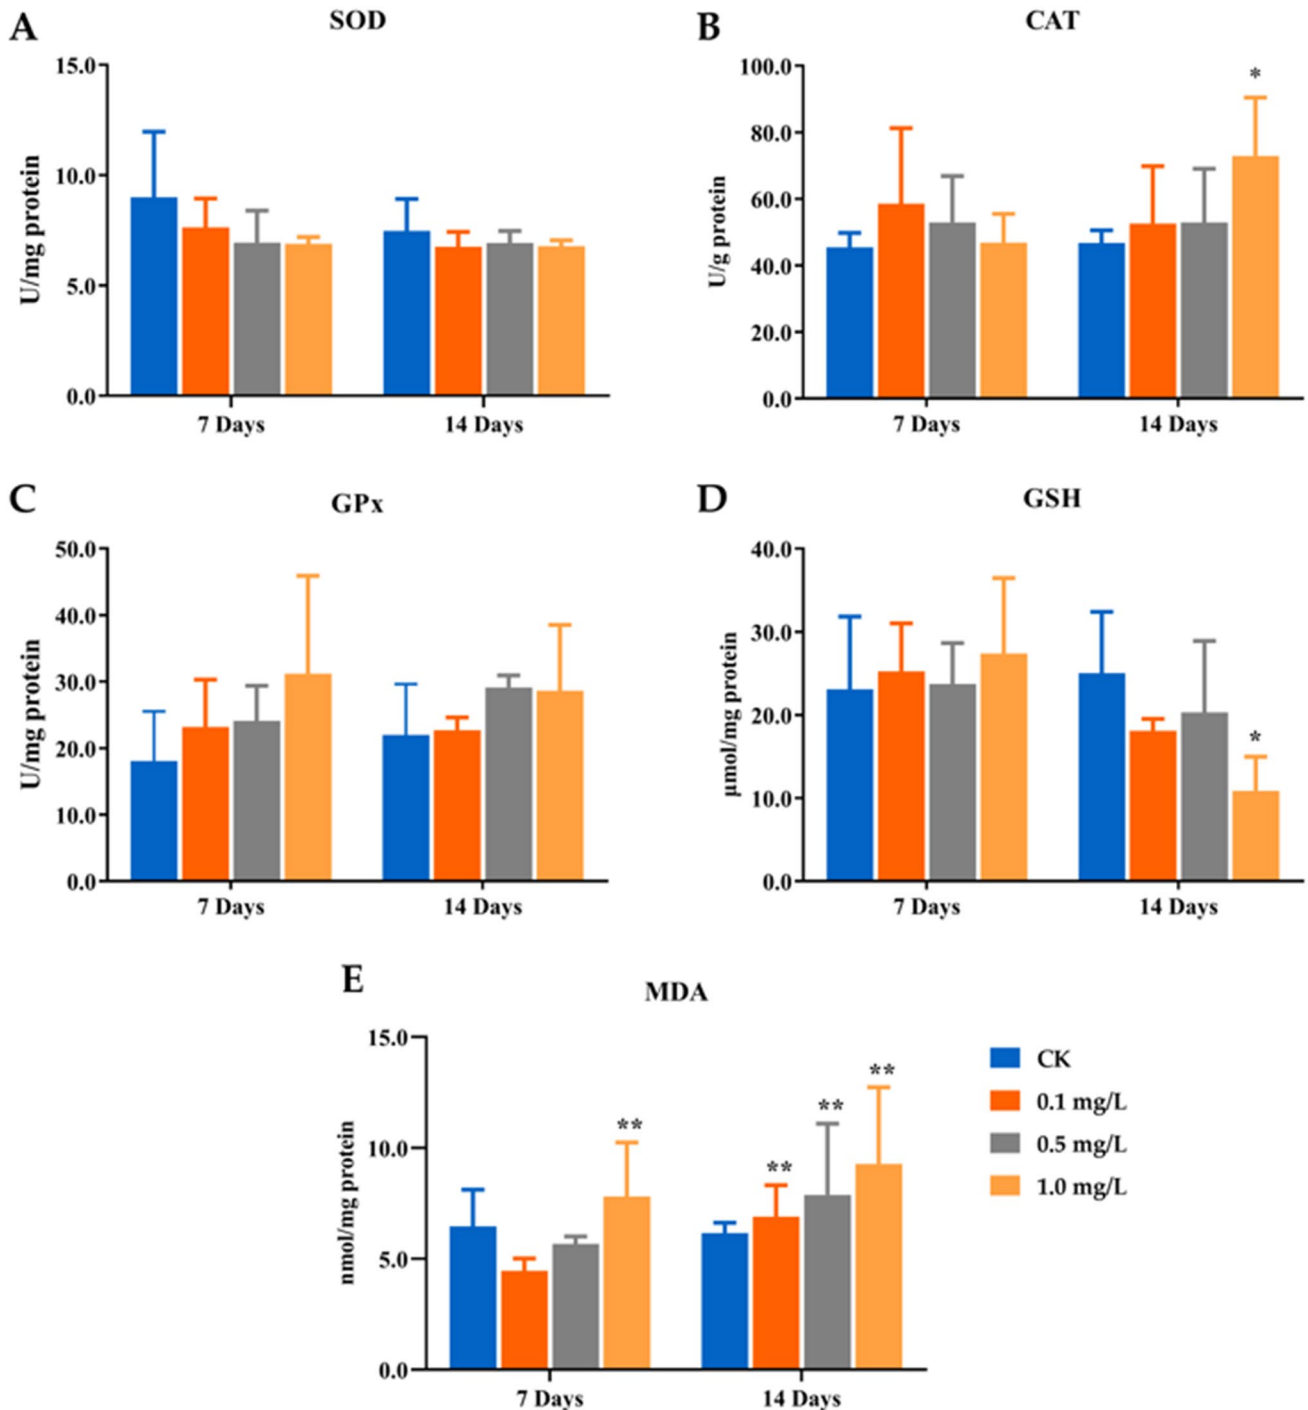 A
SOD
U/mg protein
15.0
10.0
5.0
0.0
7 Days
14 Days
B
CAT
U/g protein
100.0
80.0
60.0
40.0
20.0
0.0
*
7 Days
14 Days
C
GPx
U/mg protein
50.0
40.0
30.0
20.0
10.0
0.0
7 Days
14 Days
D
GSH
µmol/mg protein
40.0
30.0
20.0
10.0
0.0
*
7 Days
14 Days
E
MDA
nmol/mg protein
15.0
10.0
5.0
0.0
**
**
**
**
7 Days
14 Days
CK
0.1 mg/L
0.5 mg/L
1.0 mg/L